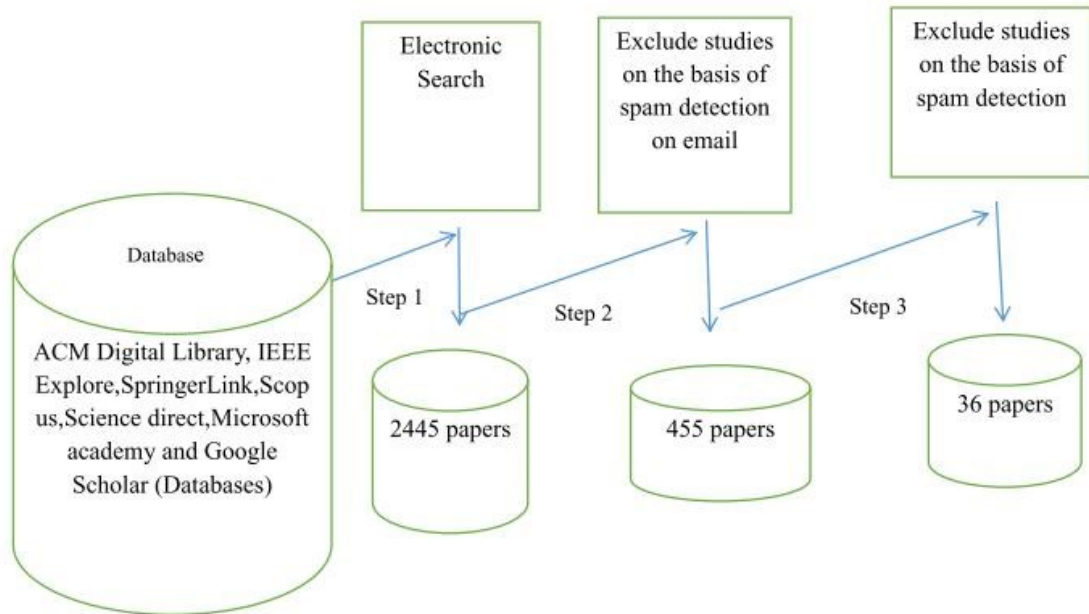 Database
ACM Digital Library, IEEE
Explore,SpringerLink,Scop
us,Science direct,Microsoft
academy and Google
Scholar (Databases)
Step 1
Electronic
Search
2445 papers
Step 2
Exclude studies
on the basis of
spam detection
on email
455 papers
Step 3
Exclude studies
on the basis of
spam detection
36 papers